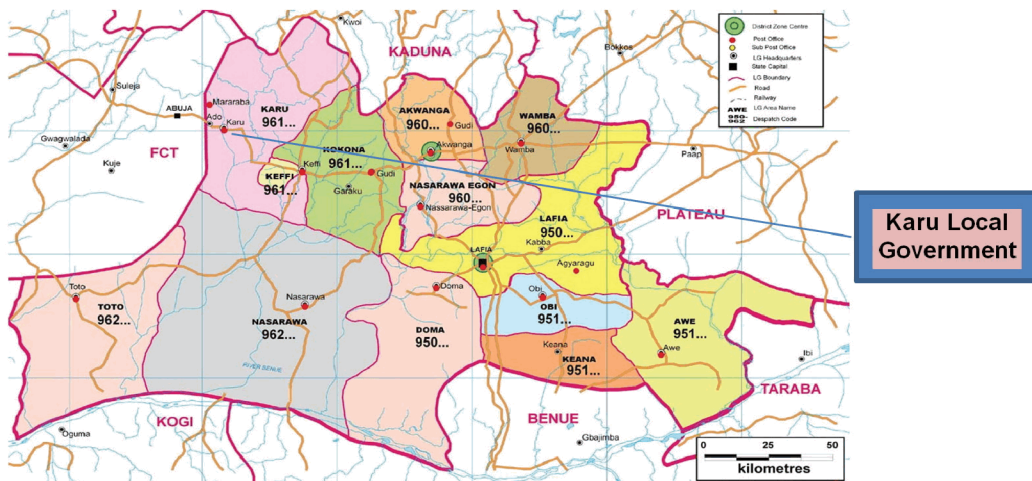 Kwoi
KADUNA
Bokkos
District Zone Centre
Post Office
Sub Post Office
LG Headquarters
State Capital
LG Boundary
Road
Railway
AWE LG Area Name
950-
962 Despatch Code
Suleja
ABUJA
Mararaba
Ado
Karu
KARU
961...
AKWANGA
960...
Gudi
Akwanga
WAMBA
960...
Wamba
Gwagwalada
FCT
Kuje
KOKONA
961...
Keffi
KEFFI
961...
Gudi
Garaku
NASARAWA EGON
960...
Nassarawa-Egon
Paap
PLATEAU
LAFIA
950...
Kabba
LAFIA
Agyaragu
Karu Local
Government
Toto
TOTO
962...
Nasarawa
NASARAWA
962...
Doma
DOMA
950...
Obi
OBI
951...
Keana
KEANA
951...
AWE
951...
Awe
Ibi
TARABA
RIVER BENUE
KOGI
Oguma
BENUE
Gbajimba
0 25 50
kilometres